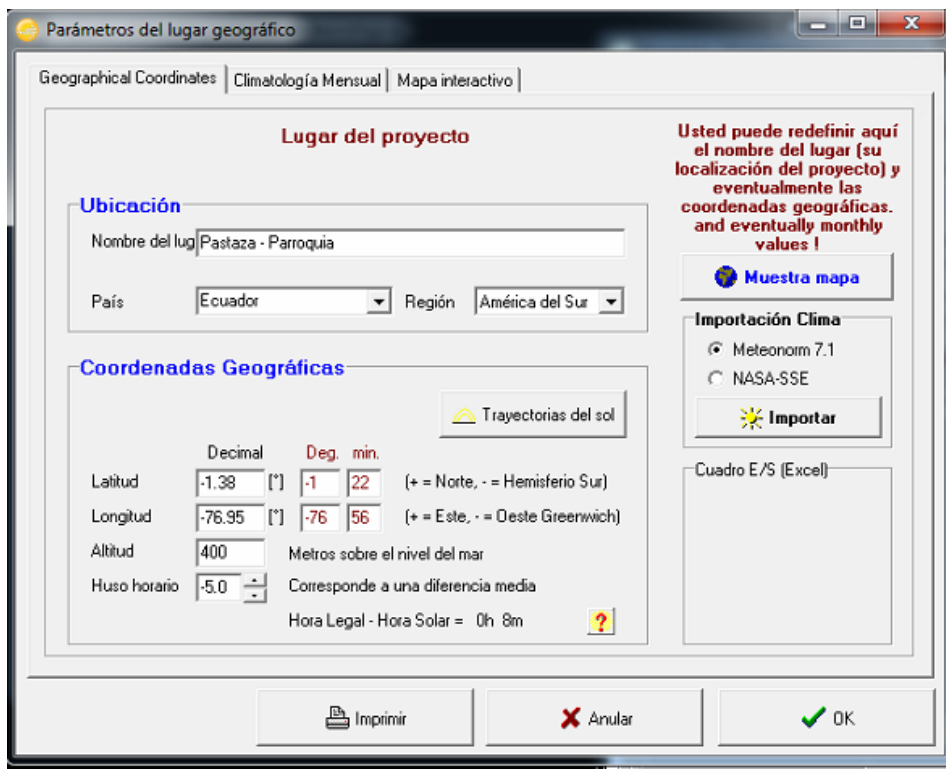 Parámetros del lugar geográfico
Geographical Coordinates Climatología Mensual Mapa interactivo
Lugar del proyecto
Usted puede redefinir aquí
el nombre del lugar (su
localización del proyecto) y
eventualmente las
coordenadas geográficas.
and eventually monthly
values !
Ubicación
Nombre del lug Pastaza - Parroquia
País Ecuador Región América del Sur
Muestra mapa
Importación Clima
Meteonorm 7.1
NASA-SSE
Importar
Coordenadas Geográficas
Trayectorias del sol
Decimal Deg. min.
Latitud -1.38 [°] -1 22 (+ = Norte, - = Hemisferio Sur)
Longitud -76.95 [°] -76 56 (+ = Este, - = Oeste Greenwich)
Altitud 400 Metros sobre el nivel del mar
Huso horario -5.0 Corresponde a una diferencia media
Hora Legal - Hora Solar = 0h 8m ?
Cuadro E/S (Excel)
Imprimir Anular OK